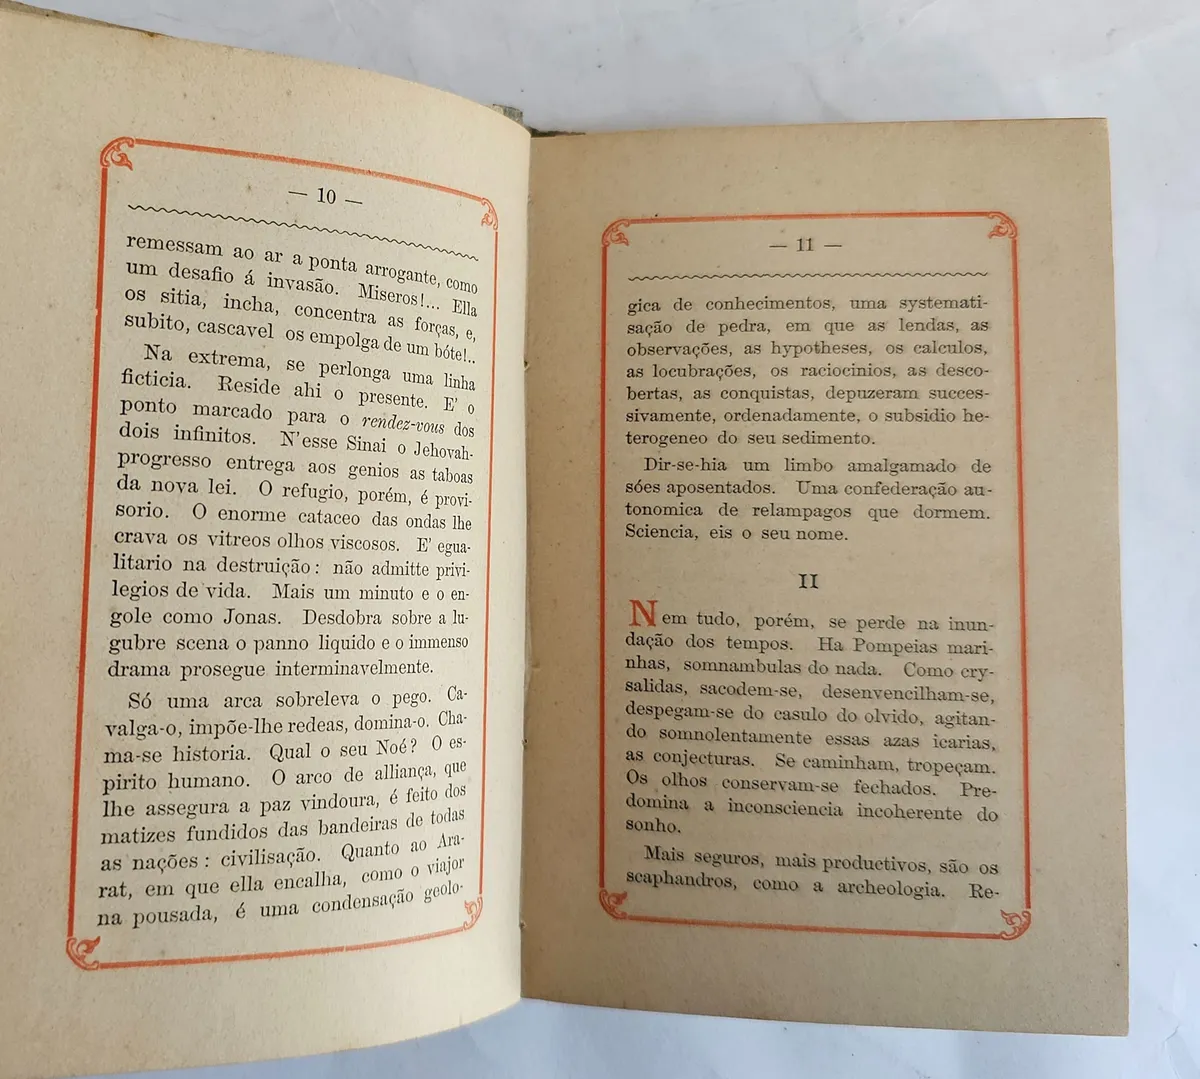 — 10 —
remessam ao ar a ponta arrogante, como
um desafio á invasão. Miseros!... Ella
os sitia, incha, concentra as forças, e,
subito, cascavel os empolga de um bóte!..
Na extrema, se perlonga uma linha
ficticia. Reside ahi o presente. E' o
ponto marcado para o rendez-vous dos
dois infinitos. N'esse Sinai o Jehovah-
progresso entrega aos genios as taboas
da nova lei. O refugio, porém, é provi-
sorio. O enorme cataceo das ondas lhe
crava os vitreos olhos viscosos. E' egua-
litario na destruição: não admitte privi-
legios de vida. Mais um minuto e o en-
gole como Jonas. Desdobra sobre a lu-
gubre scena o panno liquido e o immenso
drama prosegue interminavelmente.
Só uma arca sobreleva o pego. Ca-
valga-o, impõe-lhe redeas, domina-o. Cha-
ma-se historia. Qual o seu Noé? O es-
pirito humano. O arco de alliança, que
lhe assegura a paz vindoura, é feito dos
matizes fundidos das bandeiras de todas
as nações: civilisação. Quanto ao Ara-
rat, em que ella encalha, como o viajor
na pousada, é uma condensação geolo-
— 11 —
gica de conhecimentos, uma systemati-
sação de pedra, em que as lendas, as
observações, as hypotheses, os calculos,
as locubrações, os raciocinios, as desco-
bertas, as conquistas, depuzeram succes-
sivamente, ordenadamente, o subsidio he-
terogeneo do seu sedimento.
Dir-se-hia um limbo amalgamado de
sóes aposentados. Uma confederação au-
tonomica de relampagos que dormem.
Sciencia, eis o seu nome.
II
Nem tudo, porém, se perde na inun-
dação dos tempos. Ha Pompeias mari-
nhas, somnambulas do nada. Como cry-
salidas, sacodem-se, desenvencilham-se,
despegam-se do casulo do olvido, agitan-
do somnolentamente essas azas icarias,
as conjecturas. Se caminham, tropeçam.
Os olhos conservam-se fechados. Pre-
domina a inconsciencia incoherente do
sonho.
Mais seguros, mais productivos, são os
scaphandros, como a archeologia. Re-